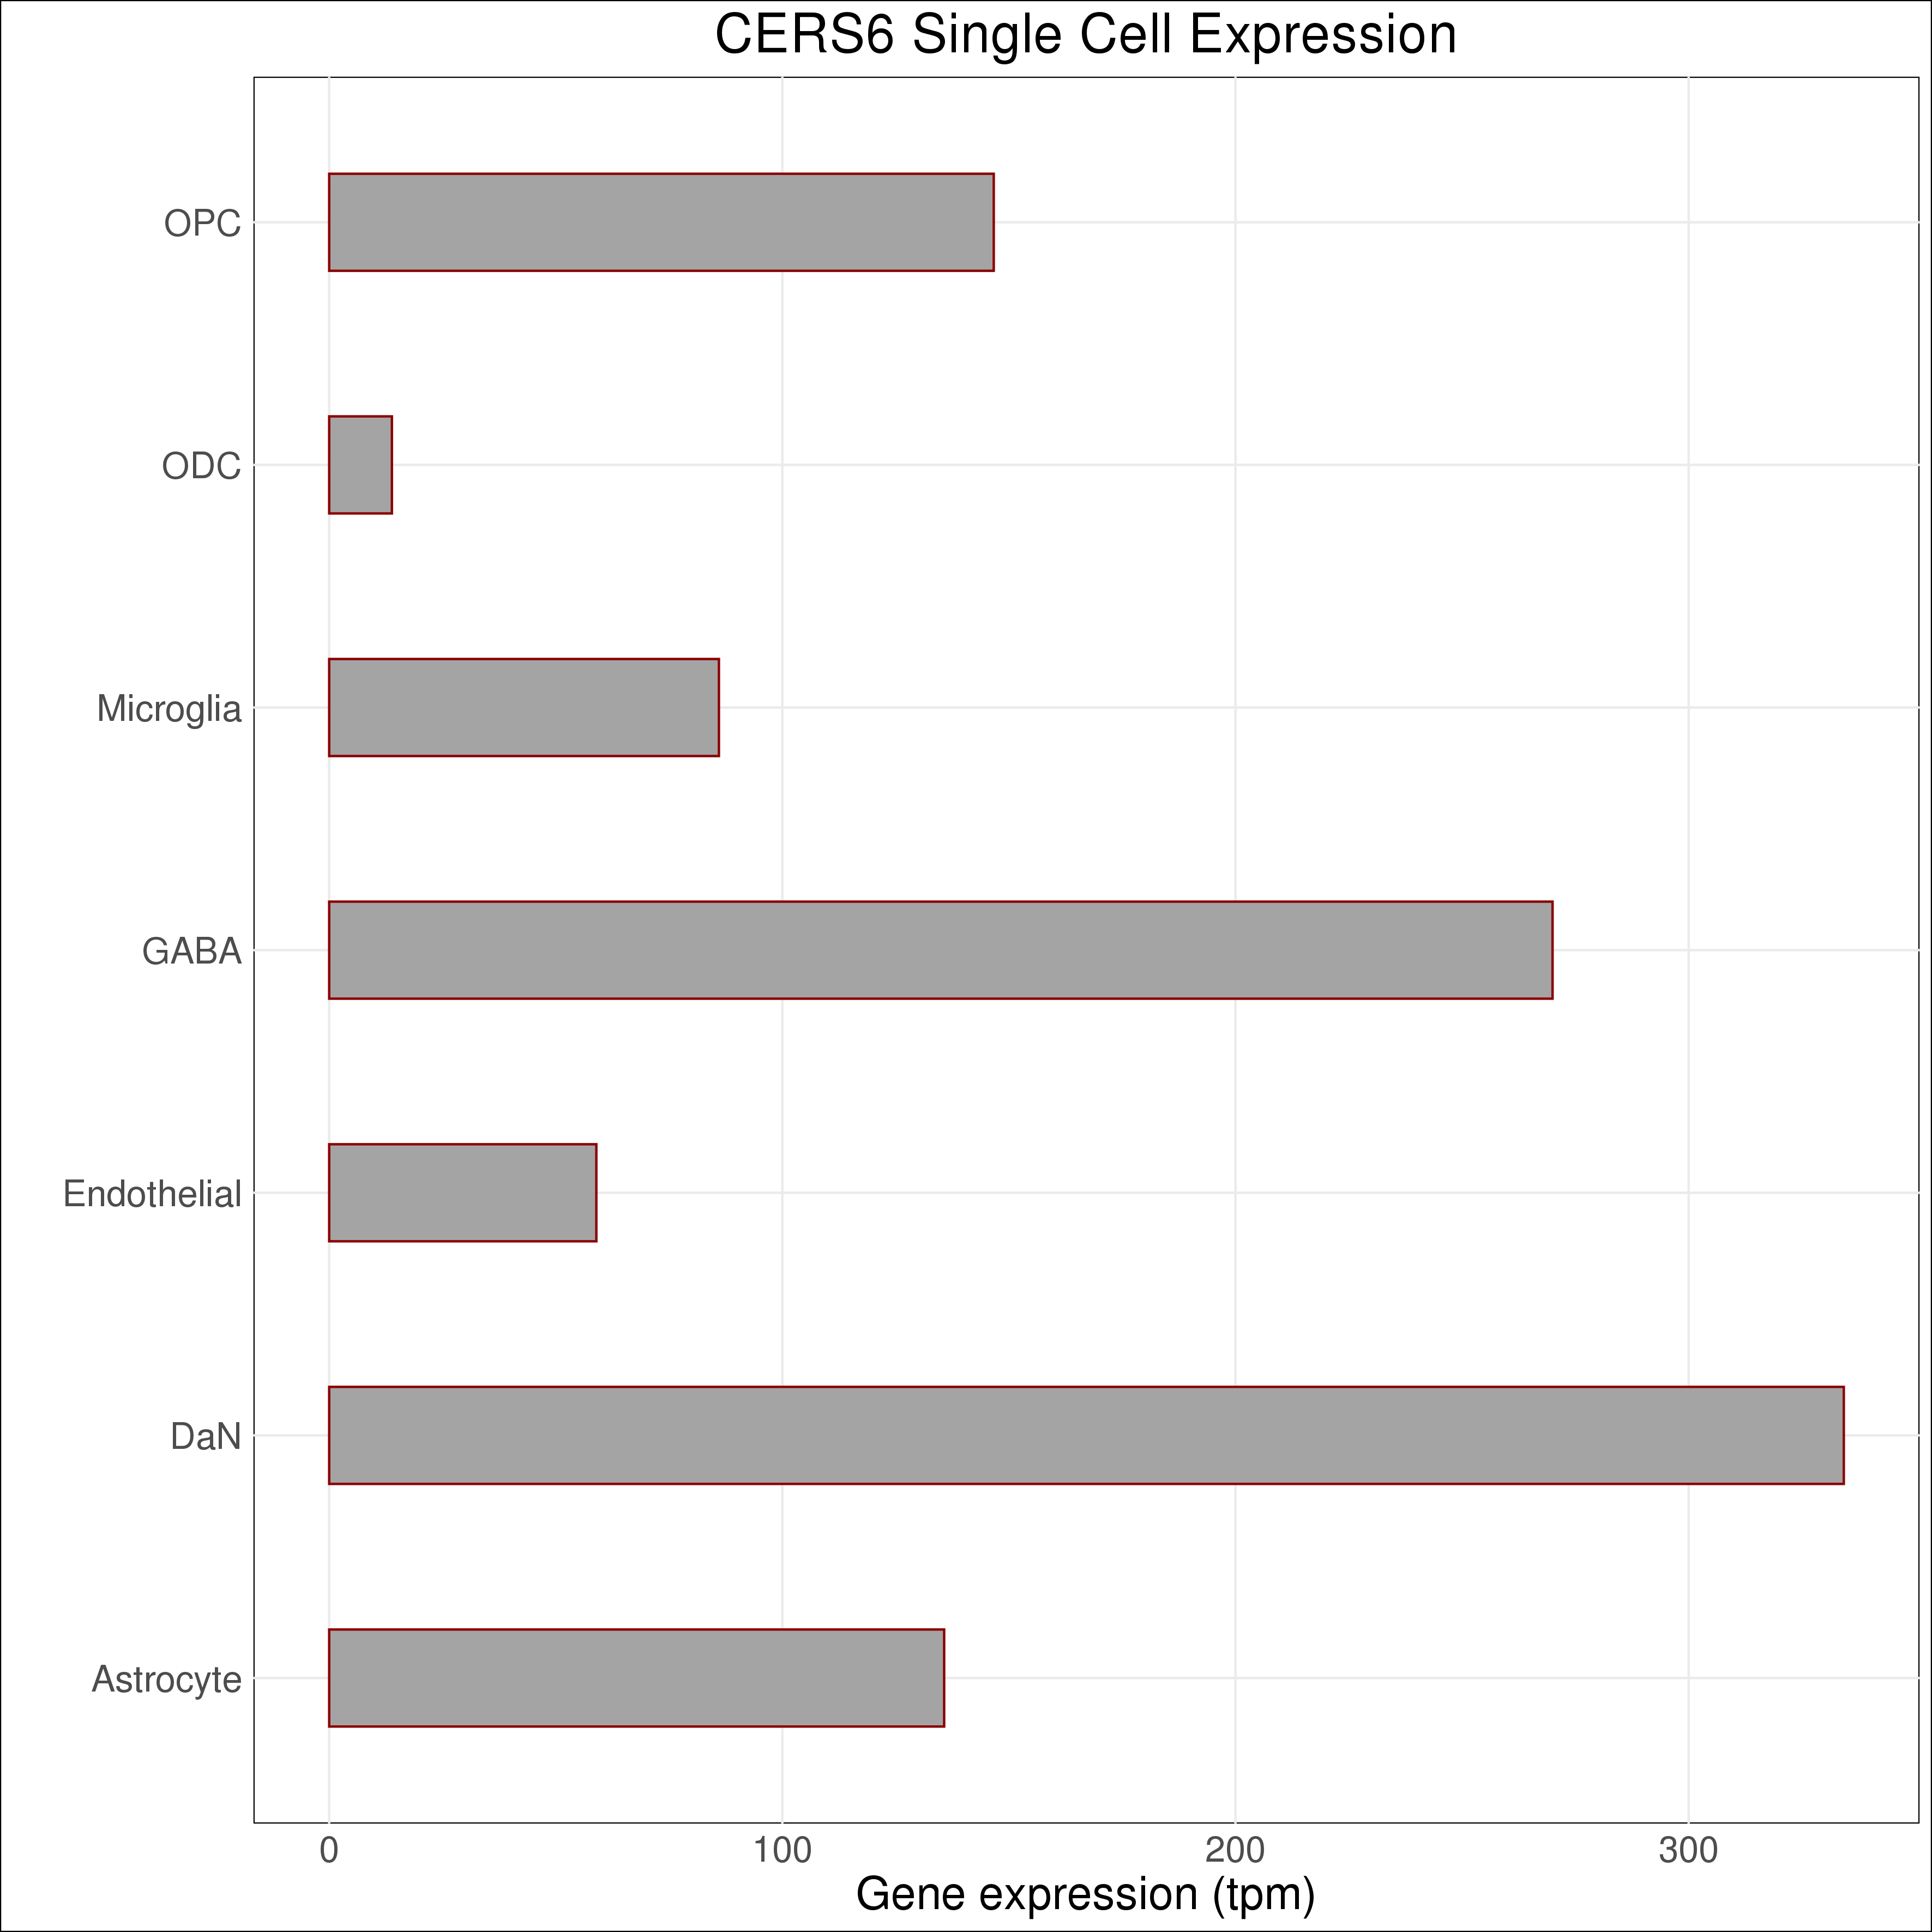 CERS6 Single Cell Expression
OPC
ODC
Microglia
GABA
Endothelial
DaN
Astrocyte
0 100 200 300
Gene expression (tpm)